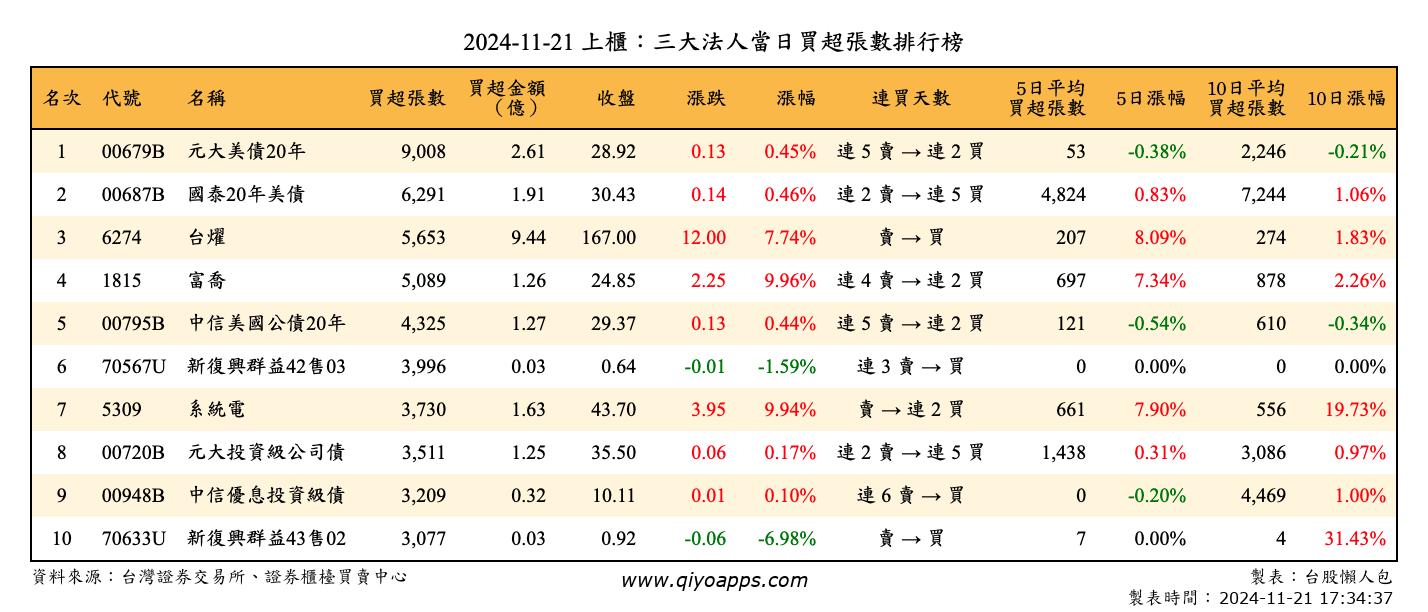 2024-11-21 上櫃：三大法人當日買超張數排行榜
名次 代號 名稱 買超張數 買超金額（億） 收盤 漲跌 漲幅 連買天數 5日平均買超張數 5日漲幅 10日平均買超張數 10日漲幅
1 00679B 元大美債20年 9,008 2.61 28.92 0.13 0.45% 連 5 賣 → 連 2 買 53 -0.38% 2,246 -0.21%
2 00687B 國泰20年美債 6,291 1.91 30.43 0.14 0.46% 連 2 賣 → 連 5 買 4,824 0.83% 7,244 1.06%
3 6274 台燿 5,653 9.44 167.00 12.00 7.74% 賣 → 買 207 8.09% 274 1.83%
4 1815 富喬 5,089 1.26 24.85 2.25 9.96% 連 4 賣 → 連 2 買 697 7.34% 878 2.26%
5 00795B 中信美國公債20年 4,325 1.27 29.37 0.13 0.44% 連 5 賣 → 連 2 買 121 -0.54% 610 -0.34%
6 70567U 新復興群益42售03 3,996 0.03 0.64 -0.01 -1.59% 連 3 賣 → 買 0 0.00% 0 0.00%
7 5309 系統電 3,730 1.63 43.70 3.95 9.94% 賣 → 連 2 買 661 7.90% 556 19.73%
8 00720B 元大投資級公司債 3,511 1.25 35.50 0.06 0.17% 連 2 賣 → 連 5 買 1,438 0.31% 3,086 0.97%
9 00948B 中信優息投資級債 3,209 0.32 10.11 0.01 0.10% 連 6 賣 → 買 0 -0.20% 4,469 1.00%
10 70633U 新復興群益43售02 3,077 0.03 0.92 -0.06 -6.98% 賣 → 買 7 0.00% 4 31.43%
資料來源：台灣證券交易所、證券櫃檯買賣中心 www.qiyoapps.com 製表：台股懶人包
製表時間：2024-11-21 17:34:37